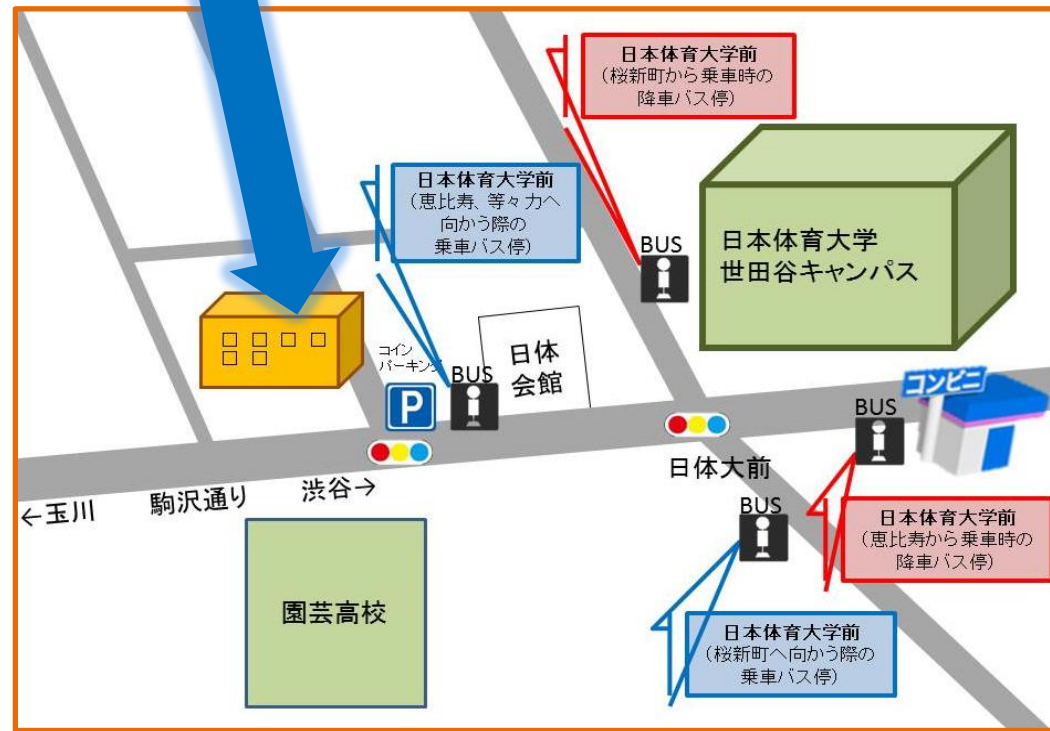 日本体育大学前
（桜新町から乗車時の
降車バス停）
日本体育大学前
（恵比寿、等々力へ
向かう際の
乗車バス停）
BUS
日本体育大学
世田谷キャンパス
コイン
パーキング
P
BUS
日体
会館
コンビニ
BUS
日体大前
←玉川
駒沢通り
渋谷→
BUS
日本体育大学前
（恵比寿から乗車時の
降車バス停）
園芸高校
日本体育大学前
（桜新町へ向かう際の
乗車バス停）